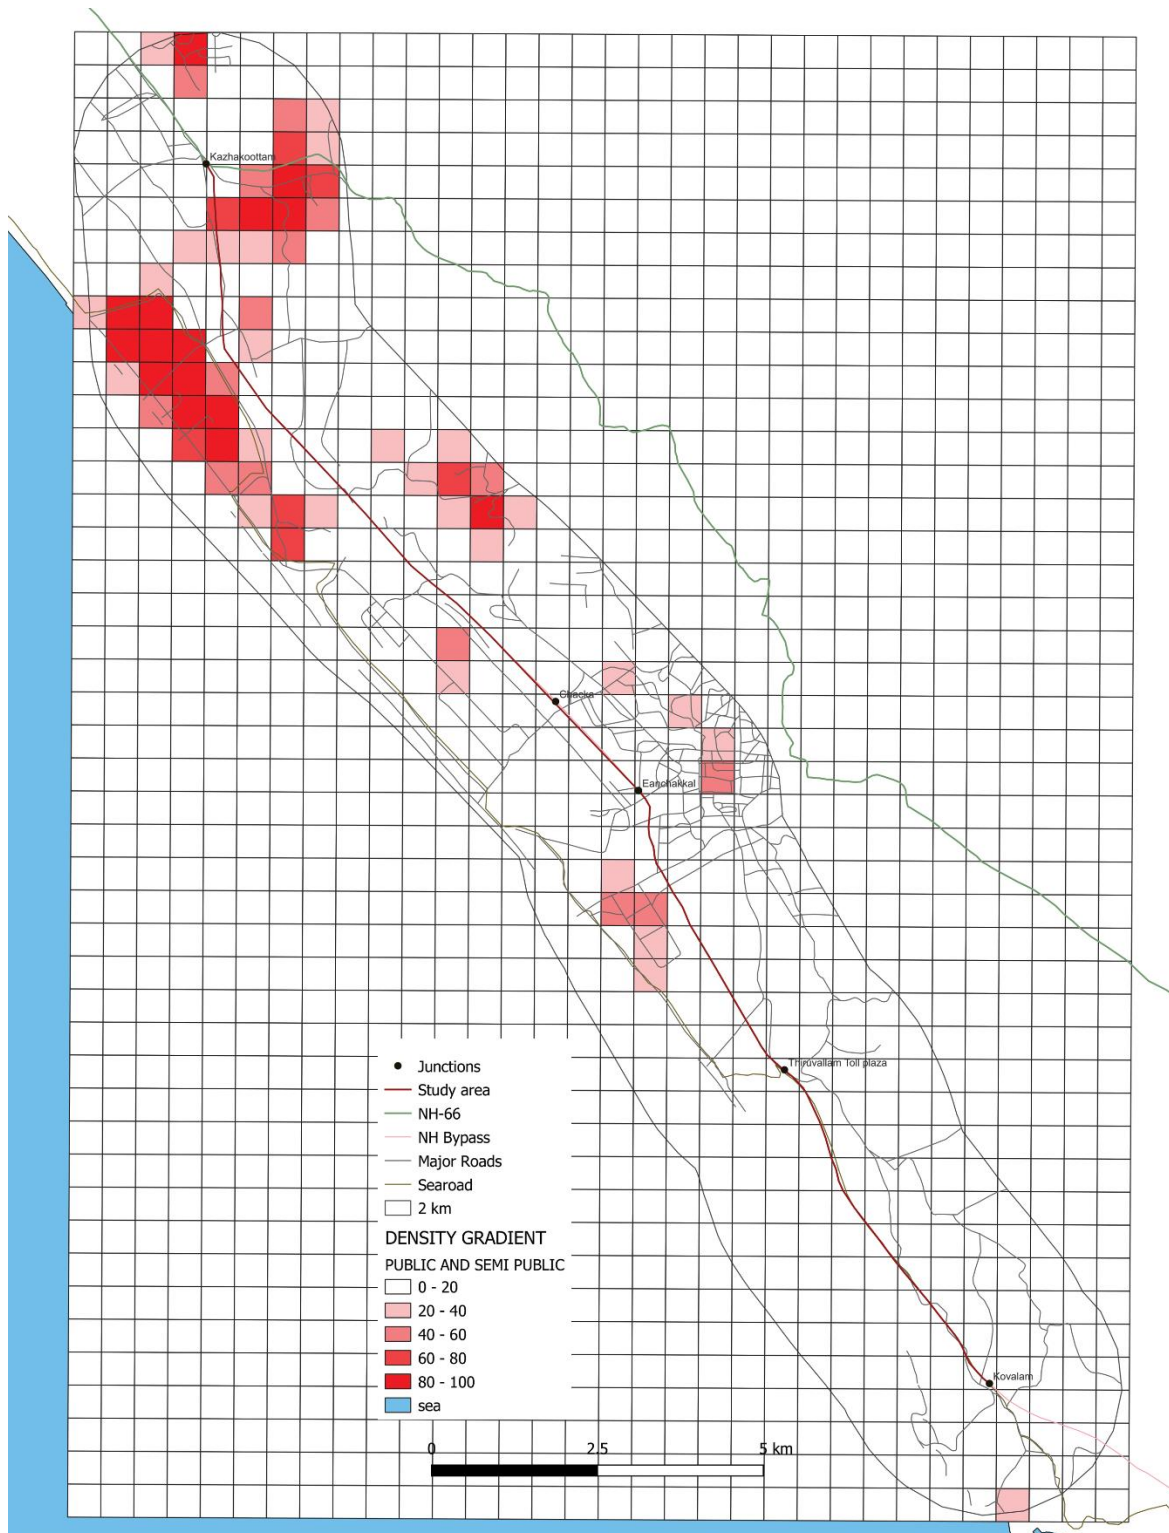 Kazhakoottam
Chacka
Eanchakkal
Thiruvallam Toll plaza
Junctions
Study area
NH-66
NH Bypass
Major Roads
Searoad
2 km
DENSITY GRADIENT
PUBLIC AND SEMI PUBLIC
0 - 20
20 - 40
40 - 60
60 - 80
80 - 100
sea
Kovalam
0 2.5 5 km